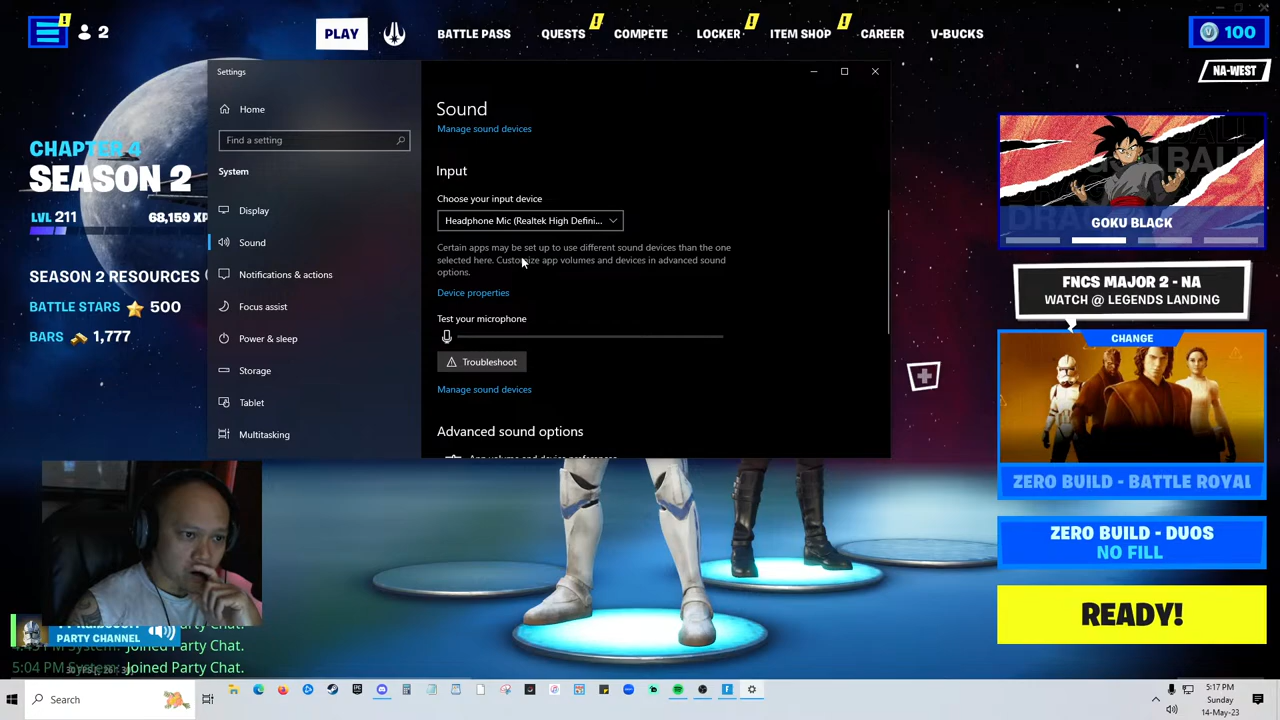 2
PLAY
BATTLE PASS
QUESTS
COMPETE
LOCKER
ITEM SHOP
CAREER
V-BUCKS
100
NA-WEST
Settings
Home
Find a setting
System
Display
Sound
Notifications & actions
Focus assist
Power & sleep
Storage
Tablet
Multitasking
Sound
Manage sound devices
Input
Choose your input device
Headphone Mic (Realtek High Defini...
Certain apps may be set up to use different sound devices than the one
selected here. Customize app volumes and devices in advanced sound
options.
Device properties
Test your microphone
Troubleshoot
Manage sound devices
Advanced sound options
CHAPTER 4
SEASON 2
LVL 211
68,159 XP
SEASON 2 RESOURCES
BATTLE STARS 500
BARS 1,777
GOKU BLACK
FNCS MAJOR 2 - NA
WATCH @ LEGENDS LANDING
CHANGE
ZERO BUILD - BATTLE ROYAL
ZERO BUILD - DUOS
NO FILL
READY!
PARTY CHANNEL
Party Chat.
System: Joined Party Chat.
5:04 PM System: Joined Party Chat.
Search
5:17 PM
Sunday
14-May-23